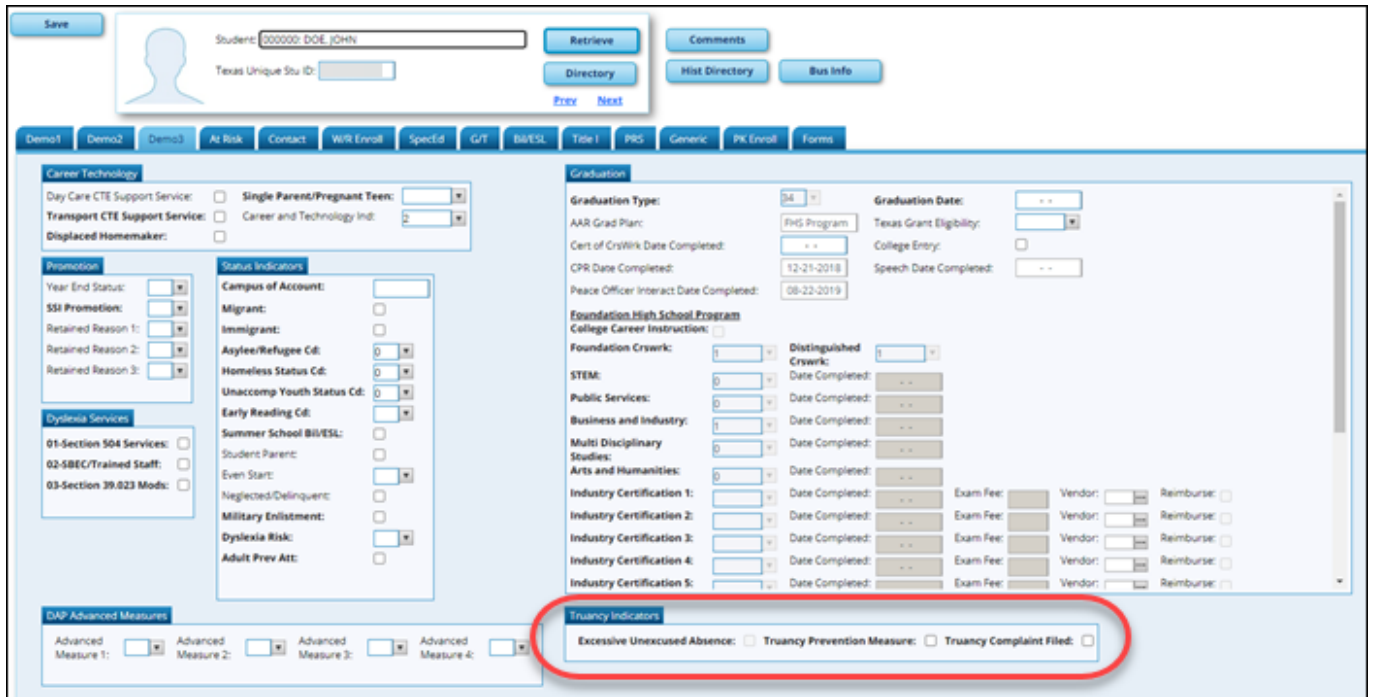 Save
Student: 000000: DOE, JOHN
Retrieve
Comments
Texas Unique Stu ID:
Directory
Hist Directory
Bus Info
Prev Next
Demo1 Demo2 Demo3 At Risk Contact W/R Enroll SpecEd G/T Bil/ESL Title I PRS Generic PK Enroll Forms
Career Technology
Day Care CTE Support Service: Single Parent/Pregnant Teen:
Transport CTE Support Service: Career and Technology Ind: 2
Displaced Homemaker:
Promotion
Year End Status:
SSI Promotion:
Retained Reason 1:
Retained Reason 2:
Retained Reason 3:
Dyslexia Services
01-Section 504 Services:
02-SBEC/Trained Staff:
03-Section 39.023 Mods:
Status Indicators
Campus of Account:
Migrant:
Immigrant:
Asylee/Refugee Cd: 0
Homeless Status Cd: 0
Unaccomp Youth Status Cd: 0
Early Reading Cd:
Summer School Bil/ESL:
Student Parent:
Even Start:
Neglected/Delinquent:
Military Enlistment:
Dyslexia Risk:
Adult Prev Att:
Graduation
Graduation Type: 34 Graduation Date: - -
AAR Grad Plan: FHS Program Texas Grant Eligibility:
Cert of CrsWrk Date Completed: - - College Entry:
CPR Date Completed: 12-21-2018 Speech Date Completed: - -
Peace Officer Interact Date Completed: 08-22-2019
Foundation High School Program
College Career Instruction:
Foundation Crswrk: 1 Distinguished
Crswrk: 1
STEM: 0 Date Completed: - -
Public Services: 0 Date Completed: - -
Business and Industry: 1 Date Completed: - -
Multi Disciplinary
Studies: 0 Date Completed: - -
Arts and Humanities: 0 Date Completed: - -
Industry Certification 1: Date Completed: - - Exam Fee: Vendor: Reimburse:
Industry Certification 2: Date Completed: - - Exam Fee: Vendor: Reimburse:
Industry Certification 3: Date Completed: - - Exam Fee: Vendor: Reimburse:
Industry Certification 4: Date Completed: - - Exam Fee: Vendor: Reimburse:
Industry Certification 5: Date Completed: - - Exam Fee: Vendor: Reimburse:
DAP Advanced Measures
Advanced Measure 1: Advanced Measure 2: Advanced Measure 3: Advanced Measure 4:
Truancy Indicators
Excessive Unexcused Absence: Truancy Prevention Measure: Truancy Complaint Filed: